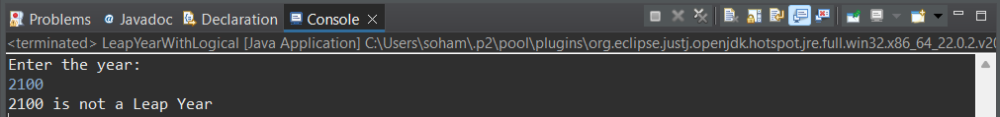 Problems Javadoc Declaration Console
<terminated> LeapYearWithLogical [Java Application] C:\Users\soham\.p2\pool\plugins\org.eclipse.justj.openjdk.hotspot.jre.full.win32.x86_64_22.0.2.v20
Enter the year:
2100
2100 is not a Leap Year